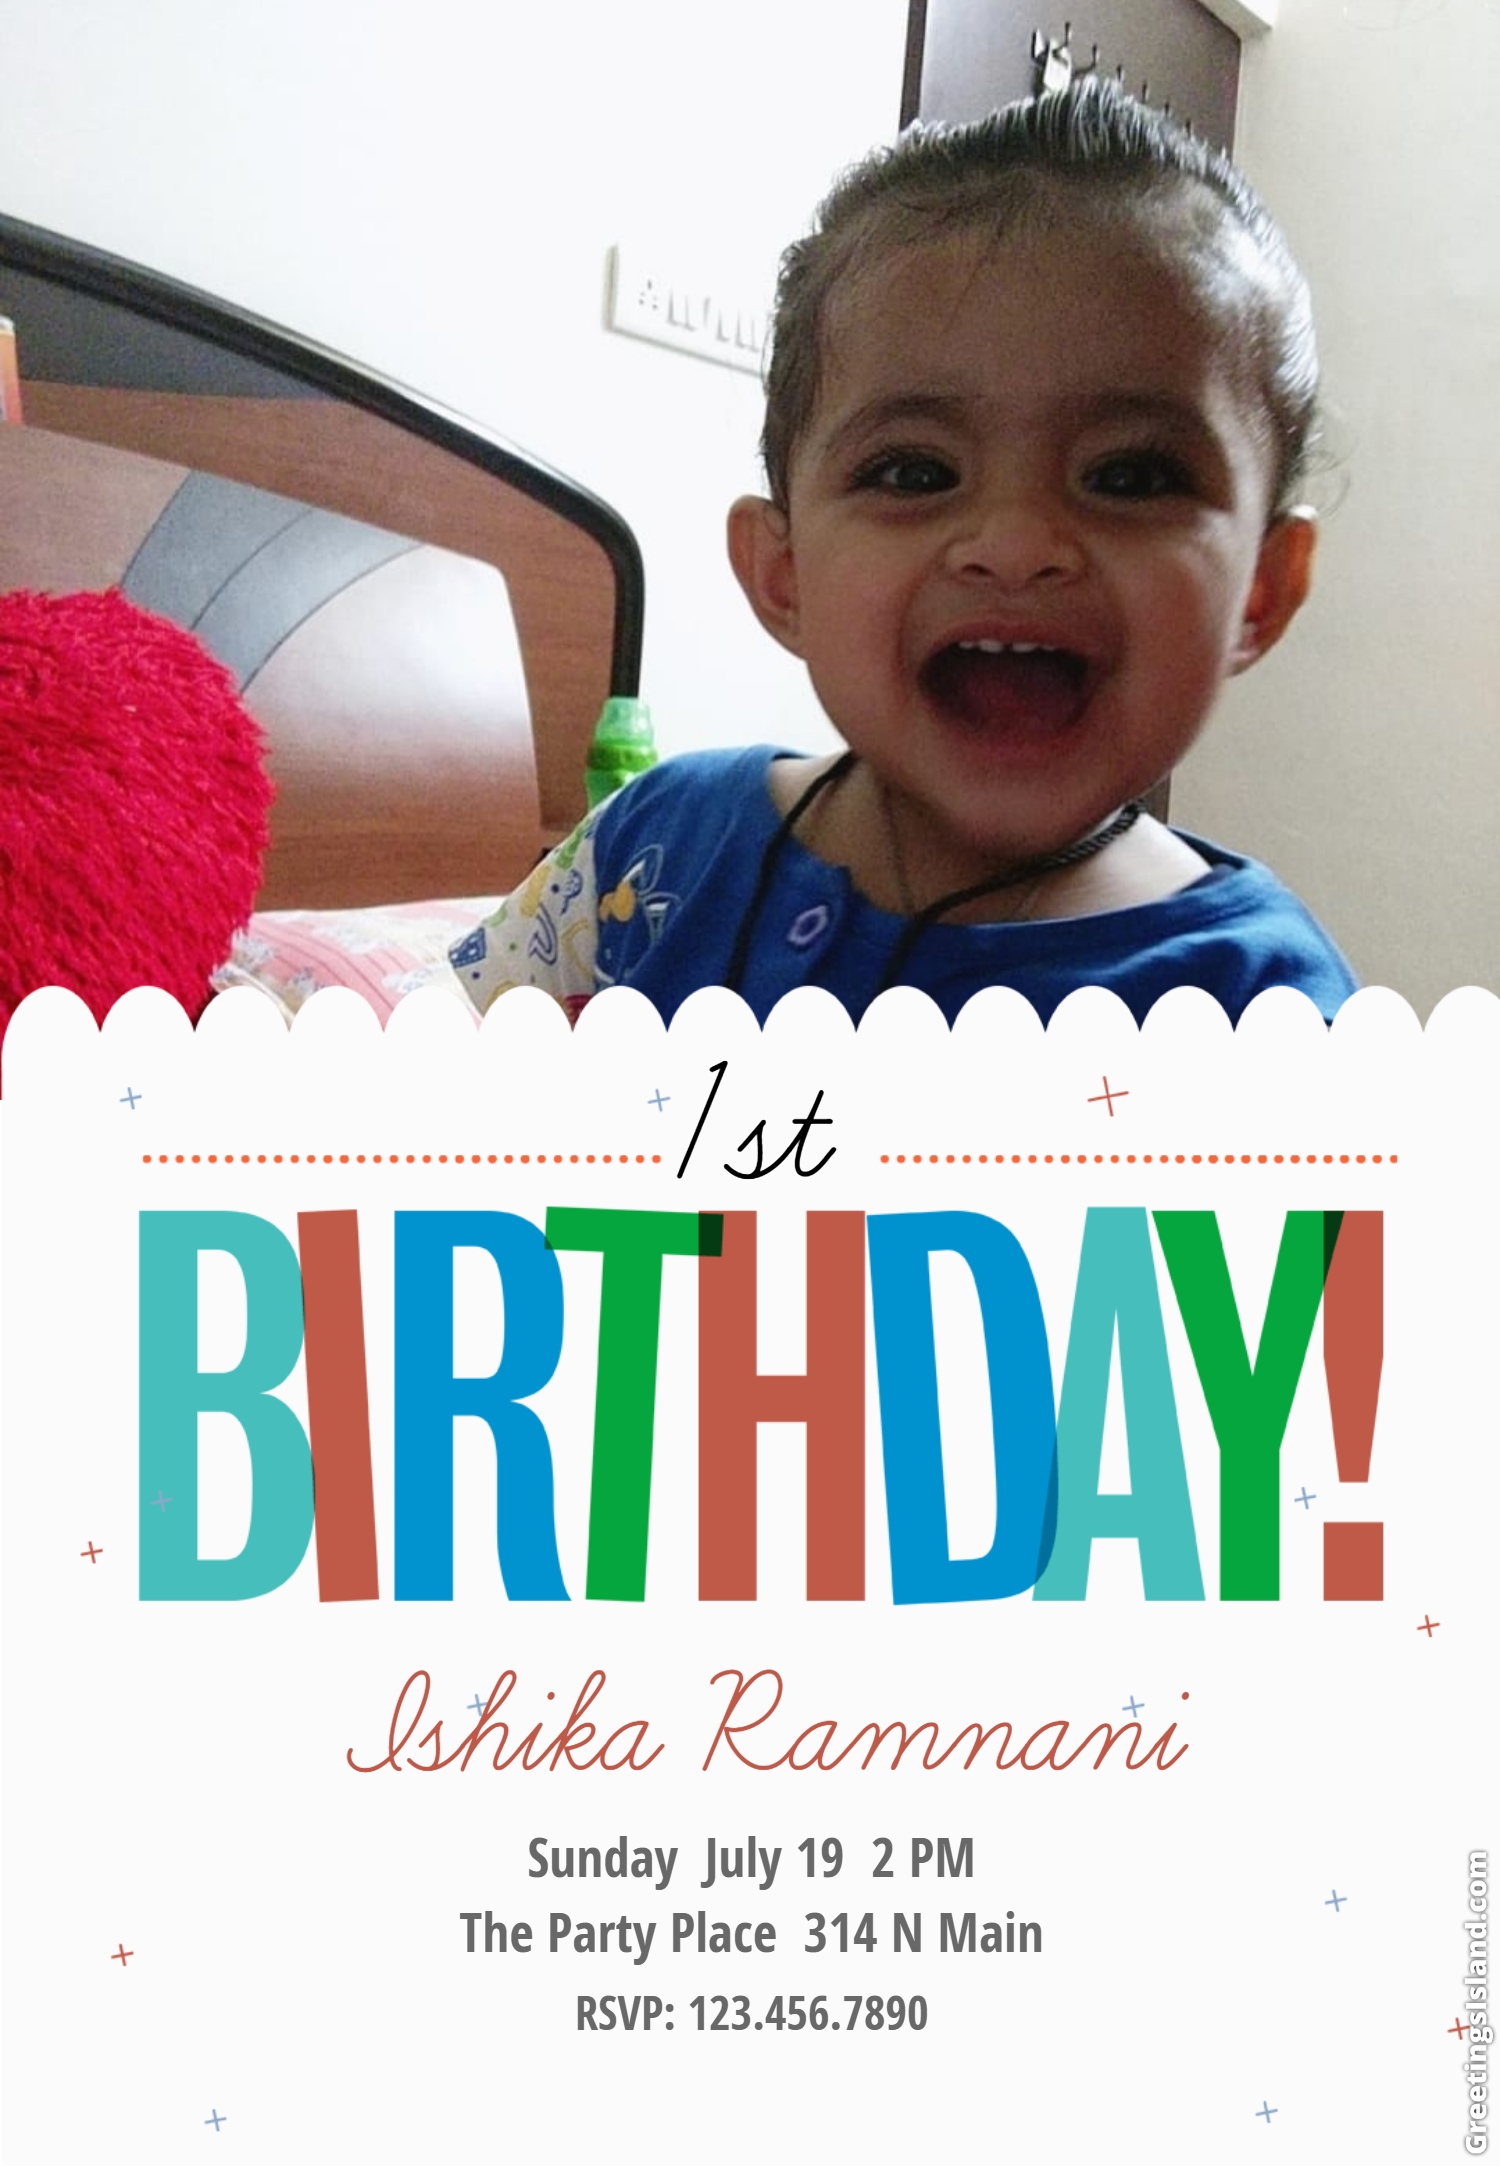 1st
BIRTHDAY!
Ishika Ramnani
Sunday July 19 2 PM
The Party Place 314 N Main
RSVP: 123.456.7890
GreetingsIsland.com